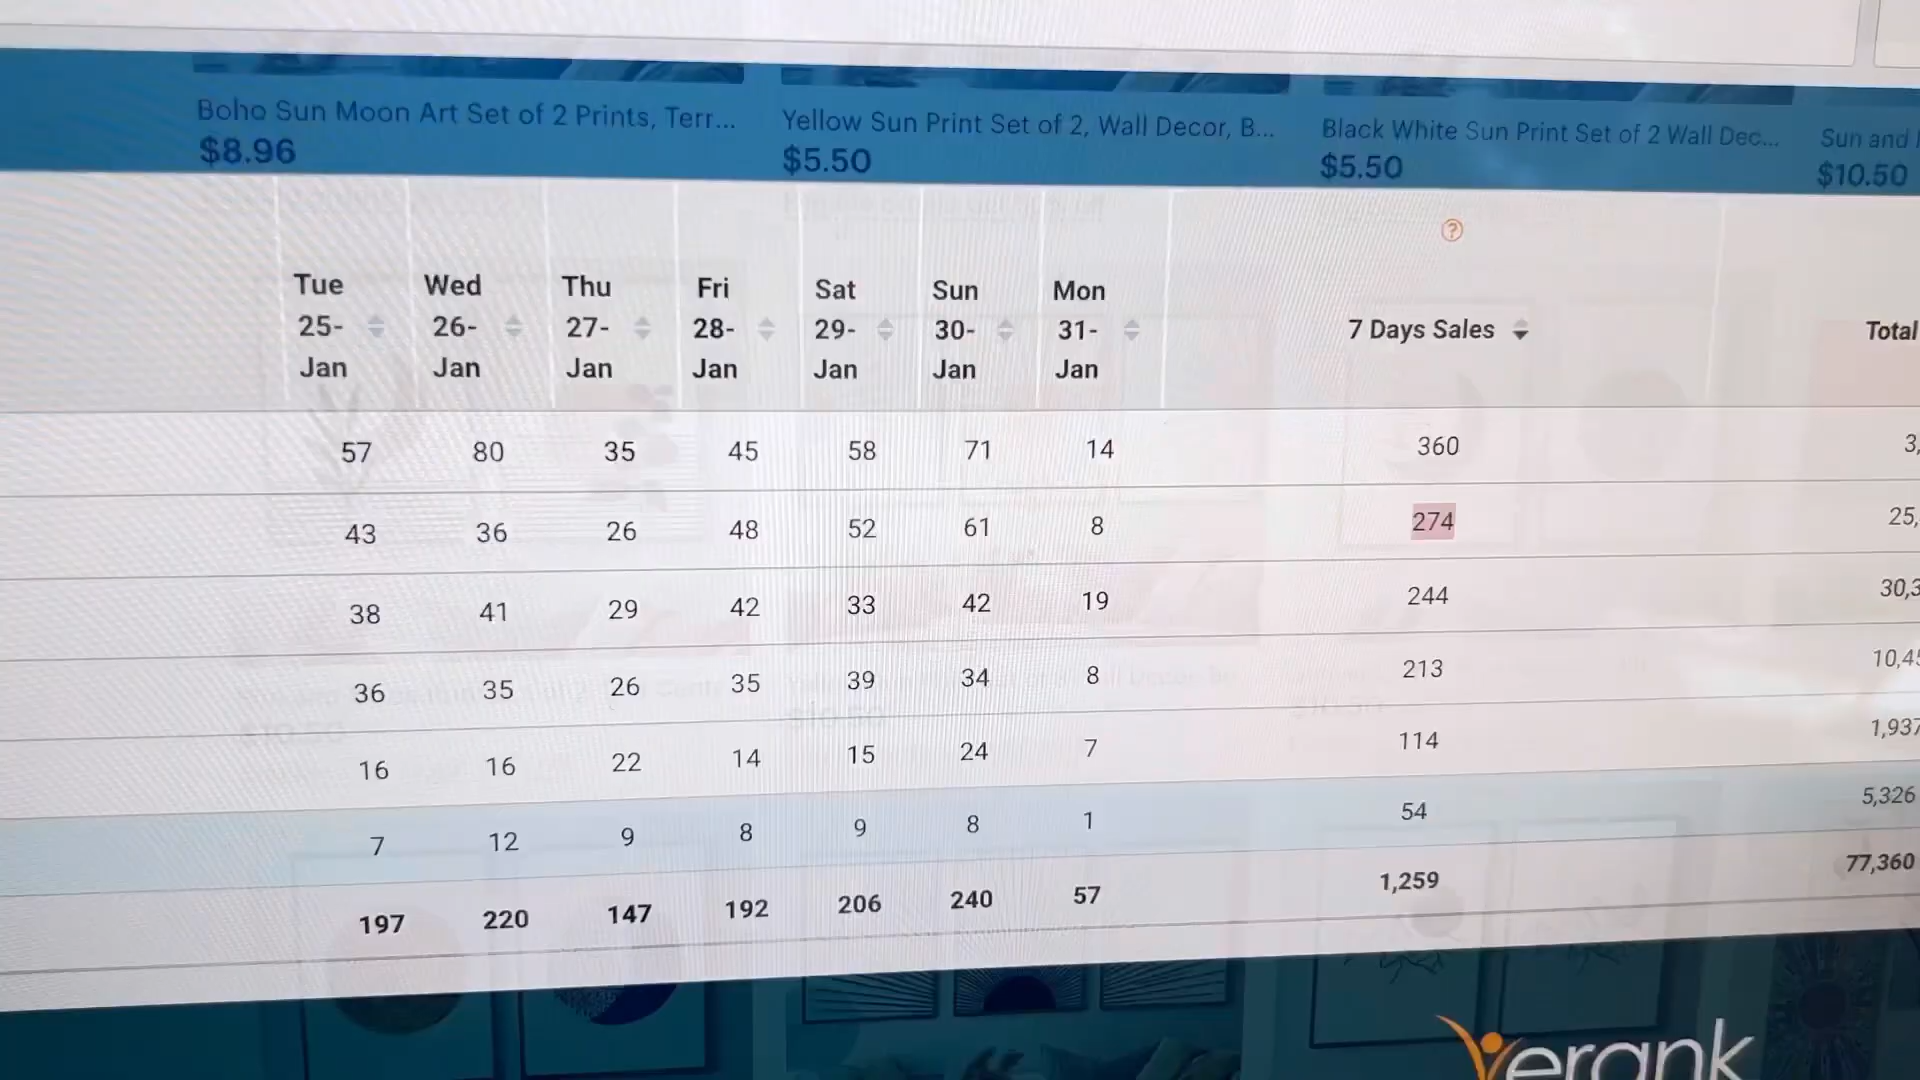 Boho Sun Moon Art Set of 2 Prints, Terr... Yellow Sun Print Set of 2, Wall Decor, B... Black White Sun Print Set of 2 Wall Dec... Sun and
$8.96 $5.50 $5.50 $10.50
Tue 25-Jan Wed 26-Jan Thu 27-Jan Fri 28-Jan Sat 29-Jan Sun 30-Jan Mon 31-Jan 7 Days Sales Total
57 80 35 45 58 71 14 360 3,
43 36 26 48 52 61 8 274 25,
38 41 29 42 33 42 19 244 30,3
36 35 26 35 39 34 8 213 10,45
16 16 22 14 15 24 7 114 1,937
7 12 9 8 9 8 1 54 5,326
197 220 147 192 206 240 57 1,259 77,360
erank